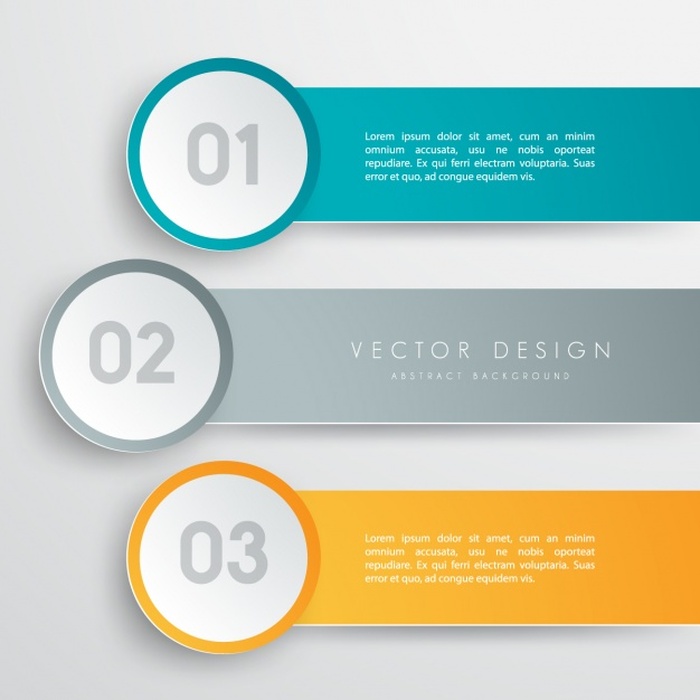 01
Lorem ipsum dolor sit amet, cum an minim
omnium accusata, usu ne nobis oporteat
repudiare. Ex qui ferri electram voluptaria. Suas
error et quo, ad congue equidem vis.
02
VECTOR DESIGN
ABSTRACT BACKGROUND
03
Lorem ipsum dolor sit amet, cum an minim
omnium accusata, usu ne nobis oporteat
repudiare. Ex qui ferri electram voluptaria. Suas
error et quo, ad congue equidem vis.